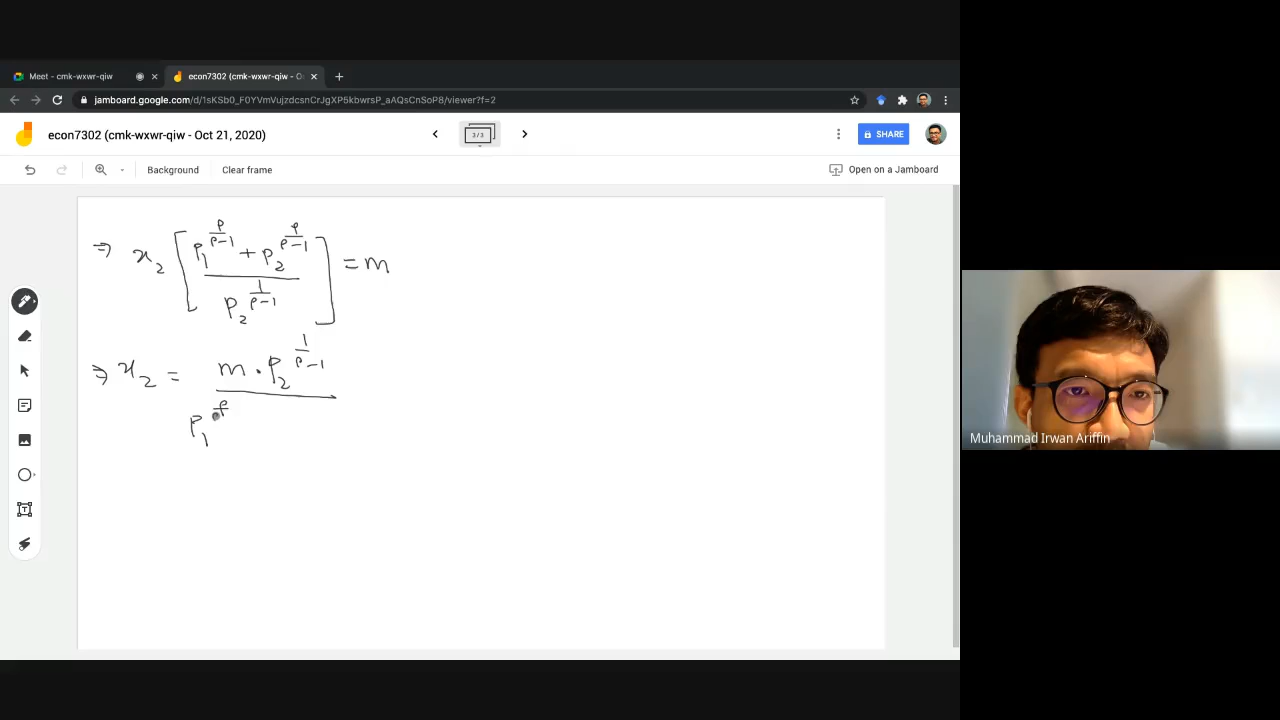 Meet - cmk-wxwr-qiw
econ7302 (cmk-wxwr-qiw - O
jamboard.google.com/d/1sKSb0_F0YVmVujzdcsnCrJgXP5kbwrsP_aAQsCnSoP8/viewer?f=2
econ7302 (cmk-wxwr-qiw - Oct 21, 2020)
3/3
SHARE
Background
Clear frame
Open on a Jamboard
⇒ x₂ [ (p₁^(ρ/(ρ-1)) + p₂^(ρ/(ρ-1))) / p₂^(1/(ρ-1)) ] = m
⇒ x₂ = m · p₂^(1/(ρ-1))
p₁^ρ
Muhammad Irwan Ariffin